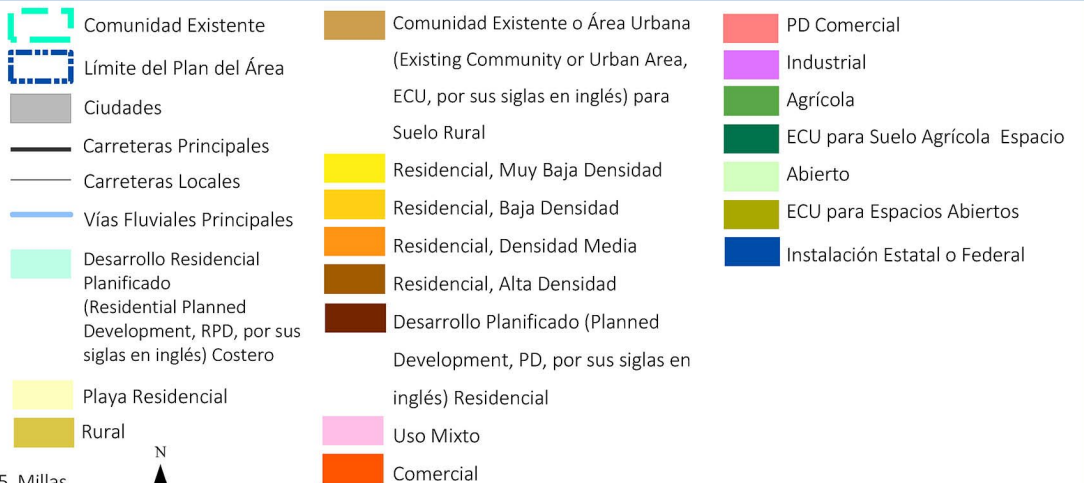 Comunidad Existente
Límite del Plan del Área
Ciudades
Carreteras Principales
Carreteras Locales
Vías Fluviales Principales
Desarrollo Residencial
Planificado
(Residential Planned
Development, RPD, por sus
siglas en inglés) Costero
Playa Residencial
Rural
N
5 Millas
Comunidad Existente o Área Urbana
(Existing Community or Urban Area,
ECU, por sus siglas en inglés) para
Suelo Rural
Residencial, Muy Baja Densidad
Residencial, Baja Densidad
Residencial, Densidad Media
Residencial, Alta Densidad
Desarrollo Planificado (Planned
Development, PD, por sus siglas en
inglés) Residencial
Uso Mixto
Comercial
PD Comercial
Industrial
Agrícola
ECU para Suelo Agrícola Espacio
Abierto
ECU para Espacios Abiertos
Instalación Estatal o Federal